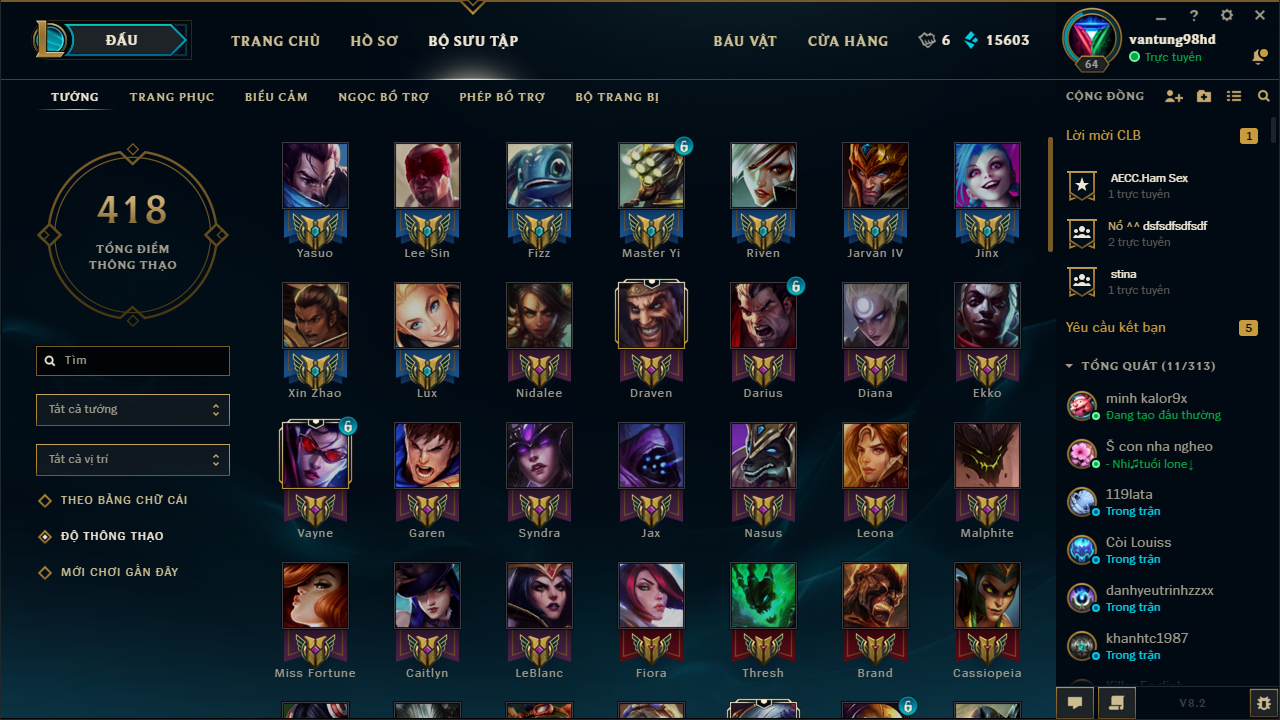 ĐẤU
TRANG CHỦ
HỒ SƠ
BỘ SƯU TẬP
BÁU VẬT
CỬA HÀNG
6
15603
64
vantung98hd
Trực tuyến
TƯỚNG
TRANG PHỤC
BIỂU CẢM
NGỌC BỔ TRỢ
PHÉP BỔ TRỢ
BỘ TRANG BỊ
418
TỔNG ĐIỂM
THÔNG THẠO
Tìm
Tất cả tướng
Tất cả vị trí
THEO BẢNG CHỮ CÁI
ĐỘ THÔNG THẠO
MỚI CHƠI GẦN ĐÂY
6
Yasuo
Lee Sin
Fizz
Master Yi
Riven
Jarvan IV
Jinx
6
Xin Zhao
Lux
Nidalee
Draven
Darius
Diana
Ekko
6
Vayne
Garen
Syndra
Jax
Nasus
Leona
Malphite
Miss Fortune
Caitlyn
LeBlanc
Fiora
Thresh
Brand
Cassiopeia
6
CỘNG ĐỒNG
Lời mời CLB
1
AECC.Ham Sex
1 trực tuyến
Nổ ^^ dsfsdfsdfsdf
2 trực tuyến
stina
1 trực tuyến
Yêu cầu kết bạn
5
TỔNG QUÁT (11/313)
minh kalor9x
Đang tạo đấu thường
Š con nha ngheo
- Nhi♫tuổi lone↓
119lata
Trong trận
Còi Louiss
Trong trận
danhyeutrinhzzxx
Trong trận
khanhtc1987
Trong trận
V8.2